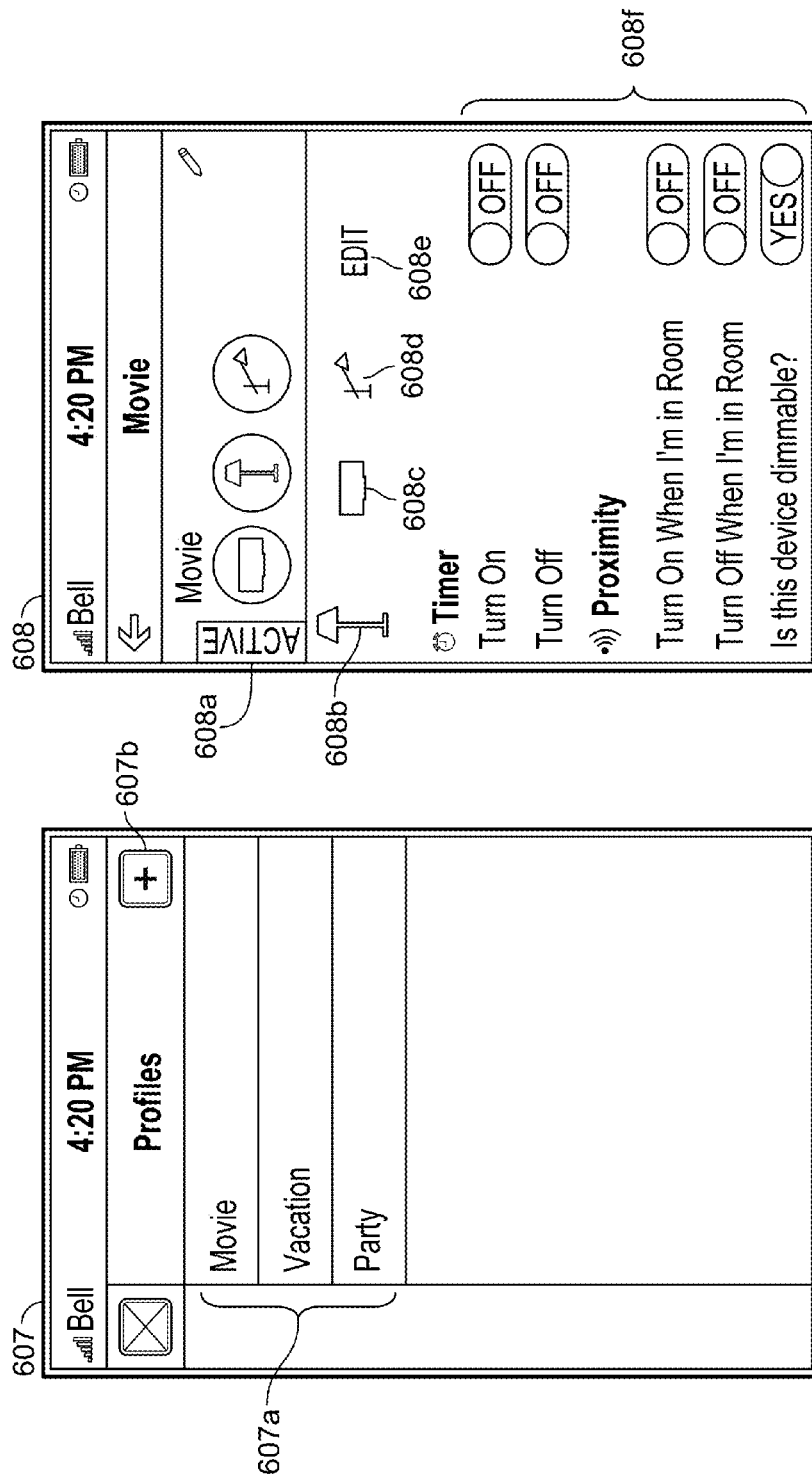 607
Bell 4:20 PM
Profiles +
607b
Movie
Vacation
Party
607a
608
Bell 4:20 PM
Movie
Movie
ACTIVE
608a
EDIT
608b
608c
608d
608e
Timer
Turn On OFF
Turn Off OFF
Proximity
Turn On When I'm in Room OFF
Turn Off When I'm in Room OFF
Is this device dimmable? YES
608f